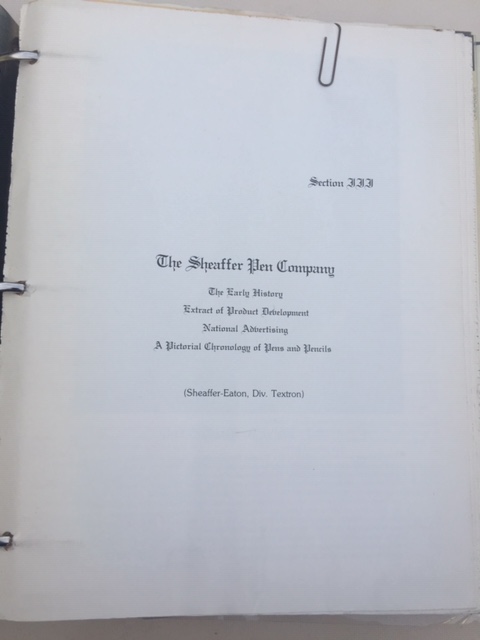 Section III
The Sheaffer Pen Company
The Early History
Extract of Product Development
National Advertising
A Pictorial Chronology of Pens and Pencils
(Sheaffer-Eaton, Div. Textron)